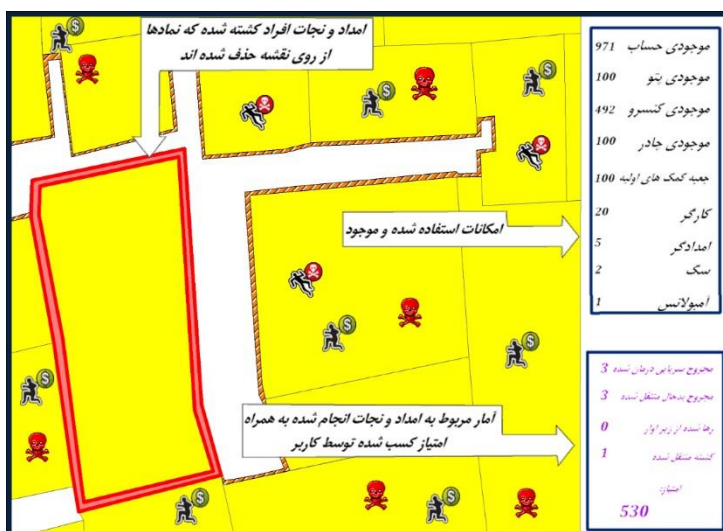 امداد و نجات افراد کشته شده که نمادها
از روی نقشه حذف شده اند
موجودی حساب 971
موجودی پتو 100
موجودی کنسرو 492
موجودی چادر 100
جعبه کمک های اولیه 100
کارگر 20
امدادگر 5
سگ 2
آمبولانس 1
امکانات استفاده شده و موجود
مجروح سرپایی درمان شده 3
مجروح بدحال منتقل شده 3
رها شده از زیر آوار 0
کشته منتقل شده 1
امتیاز:
530
آمار مربوط به امداد و نجات انجام شده به همراه
امتیاز کسب شده توسط کاربر